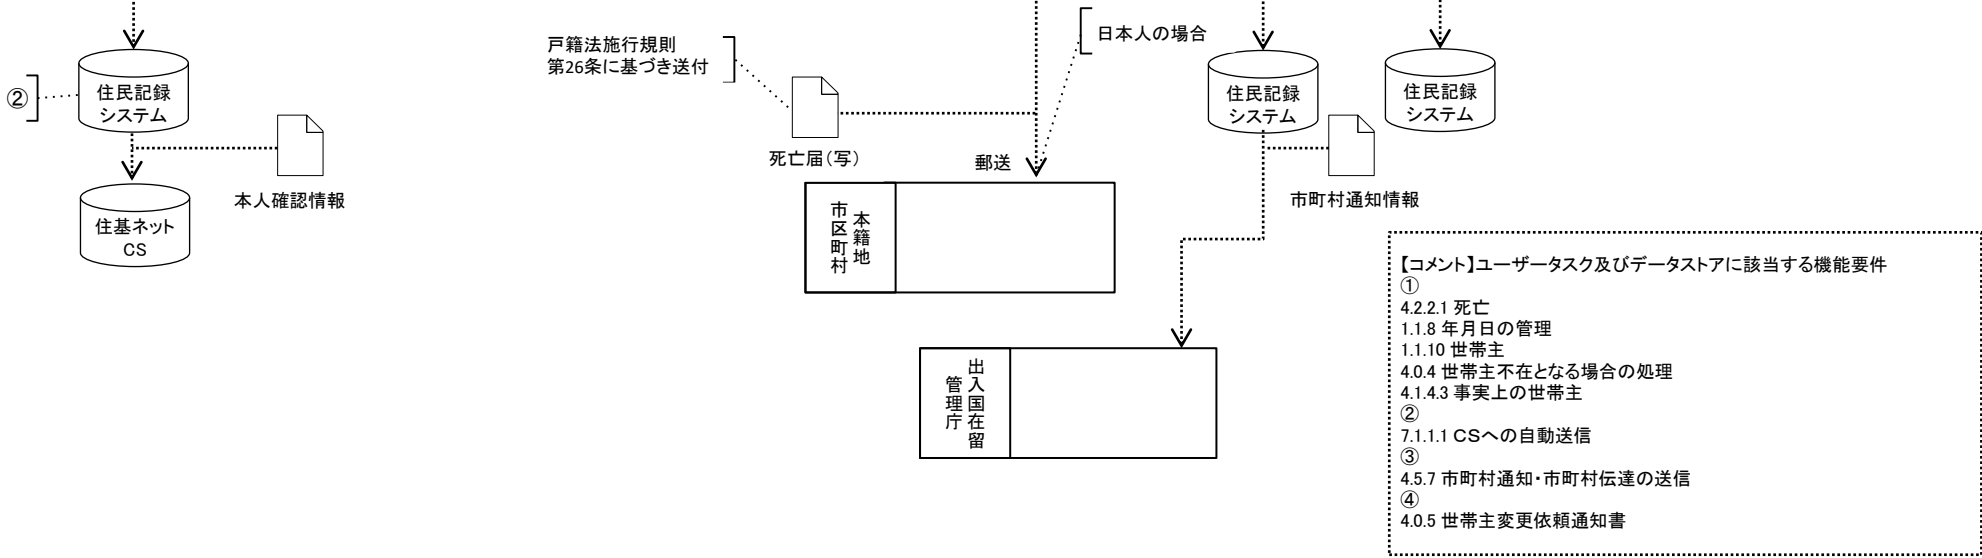 ②
住民記録
システム
本人確認情報
住基ネット
CS
戸籍法施行規則
第26条に基づき送付
死亡届(写)
郵送
日本人の場合
本籍地
市区町村
住民記録
システム
市町村通知情報
住民記録
システム
出入国在留
管理庁
【コメント】ユーザータスク及びデータストアに該当する機能要件
①
4.2.2.1 死亡
1.1.8 年月日の管理
1.1.10 世帯主
4.0.4 世帯主不在となる場合の処理
4.1.4.3 事実上の世帯主
②
7.1.1.1 CSへの自動送信
③
4.5.7 市町村通知・市町村伝達の送信
④
4.0.5 世帯主変更依頼通知書